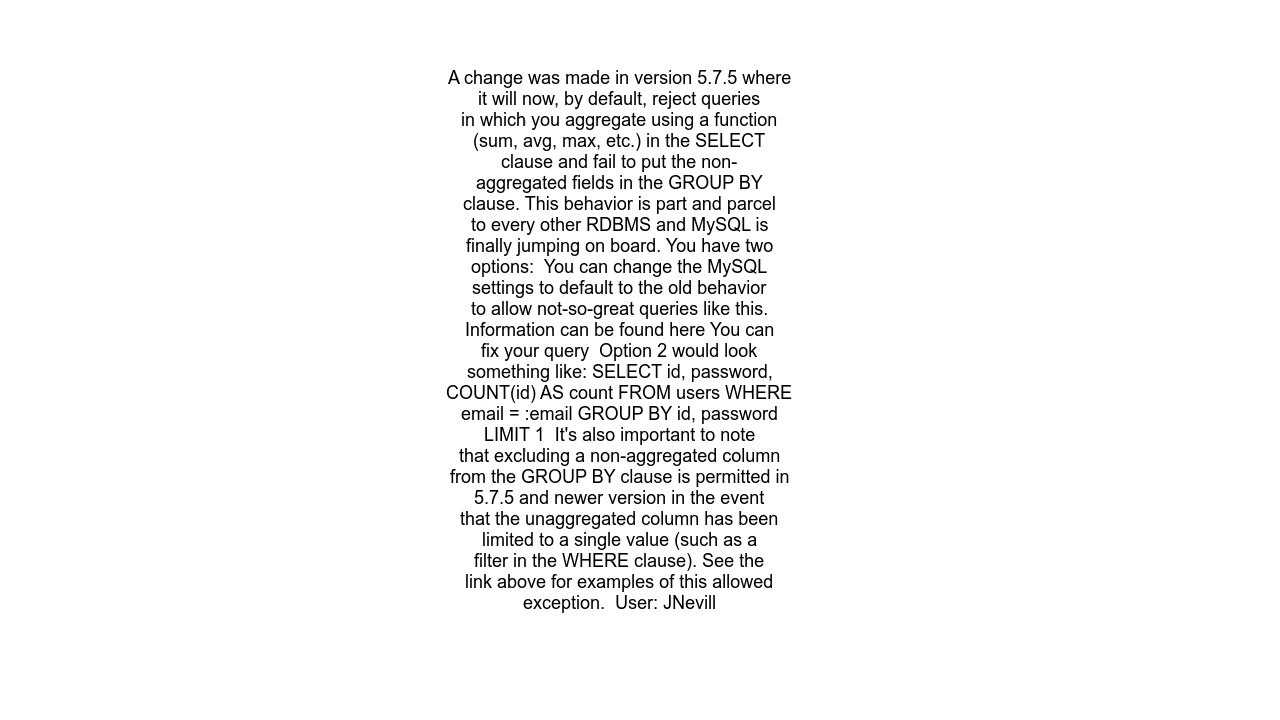 A change was made in version 5.7.5 where
it will now, by default, reject queries
in which you aggregate using a function
(sum, avg, max, etc.) in the SELECT
clause and fail to put the non-
aggregated fields in the GROUP BY
clause. This behavior is part and parcel
to every other RDBMS and MySQL is
finally jumping on board. You have two
options:  You can change the MySQL
settings to default to the old behavior
to allow not-so-great queries like this.
Information can be found here You can
fix your query  Option 2 would look
something like: SELECT id, password,
COUNT(id) AS count FROM users WHERE
email = :email GROUP BY id, password
LIMIT 1  It's also important to note
that excluding a non-aggregated column
from the GROUP BY clause is permitted in
5.7.5 and newer version in the event
that the unaggregated column has been
limited to a single value (such as a
filter in the WHERE clause). See the
link above for examples of this allowed
exception.  User: JNevill